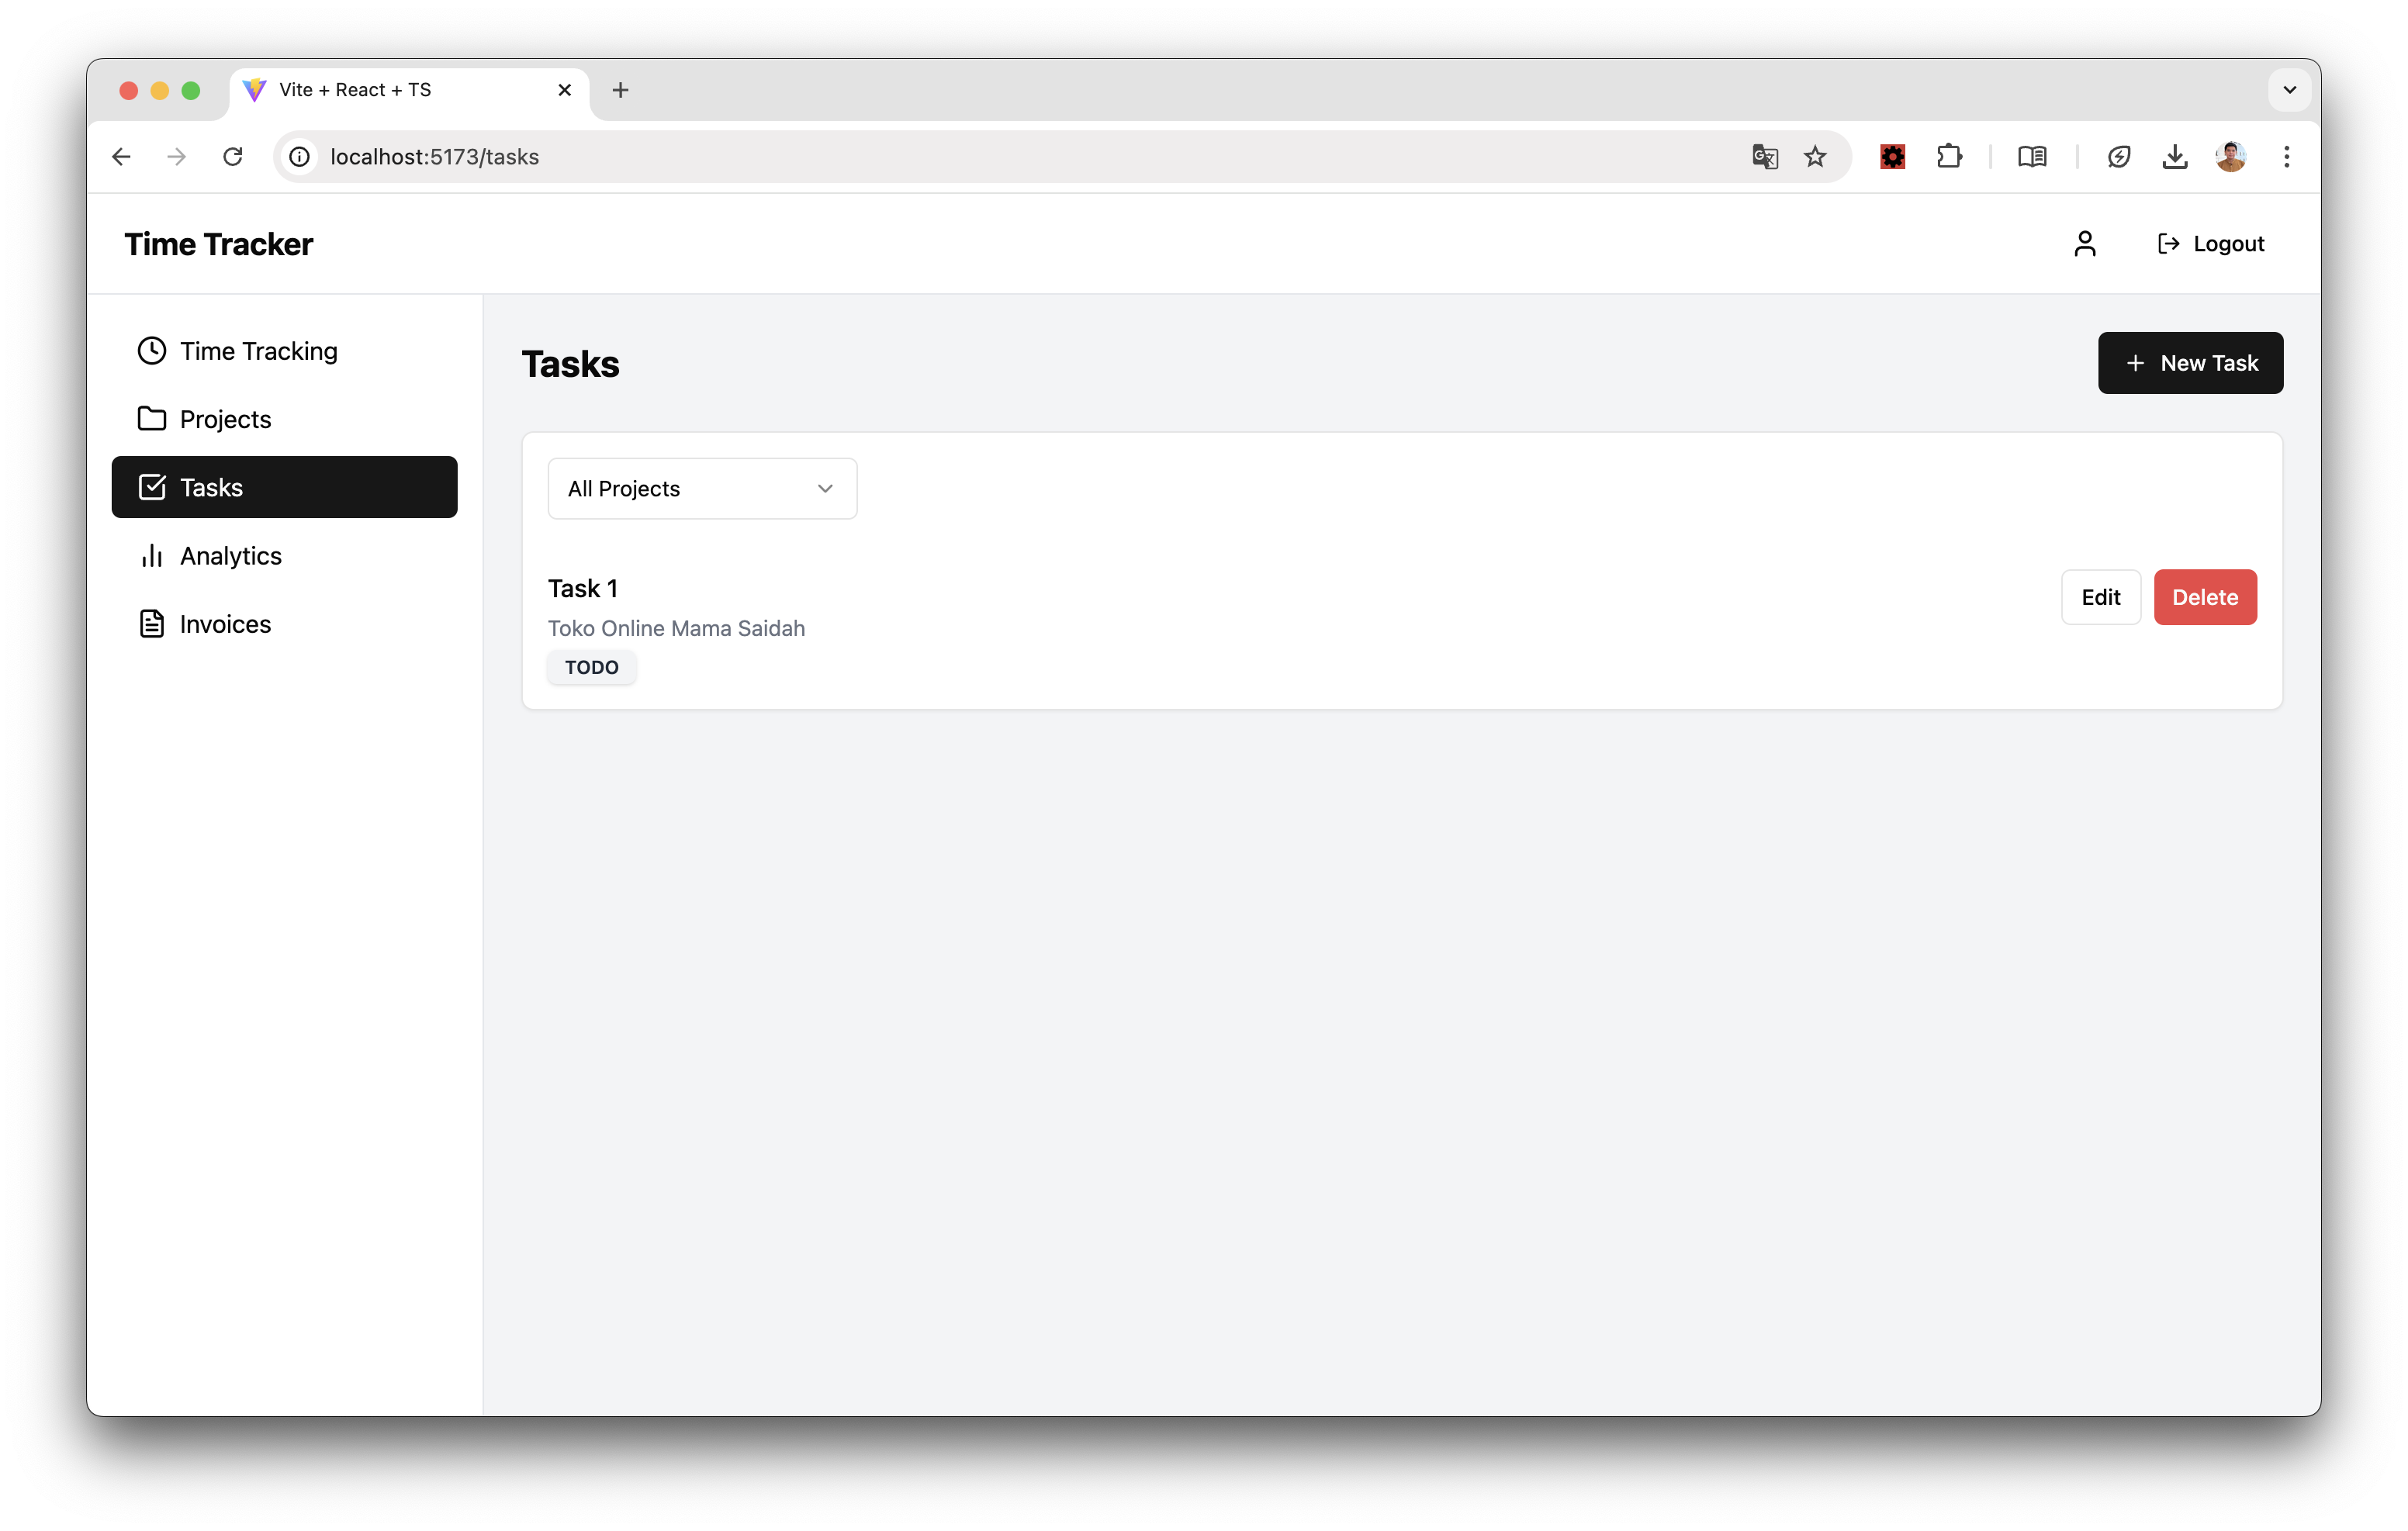 Vite + React + TS
localhost:5173/tasks
Time Tracker
Logout
Time Tracking
Projects
Tasks
Analytics
Invoices
Tasks
New Task
All Projects
Task 1
Toko Online Mama Saidah
TODO
Edit
Delete